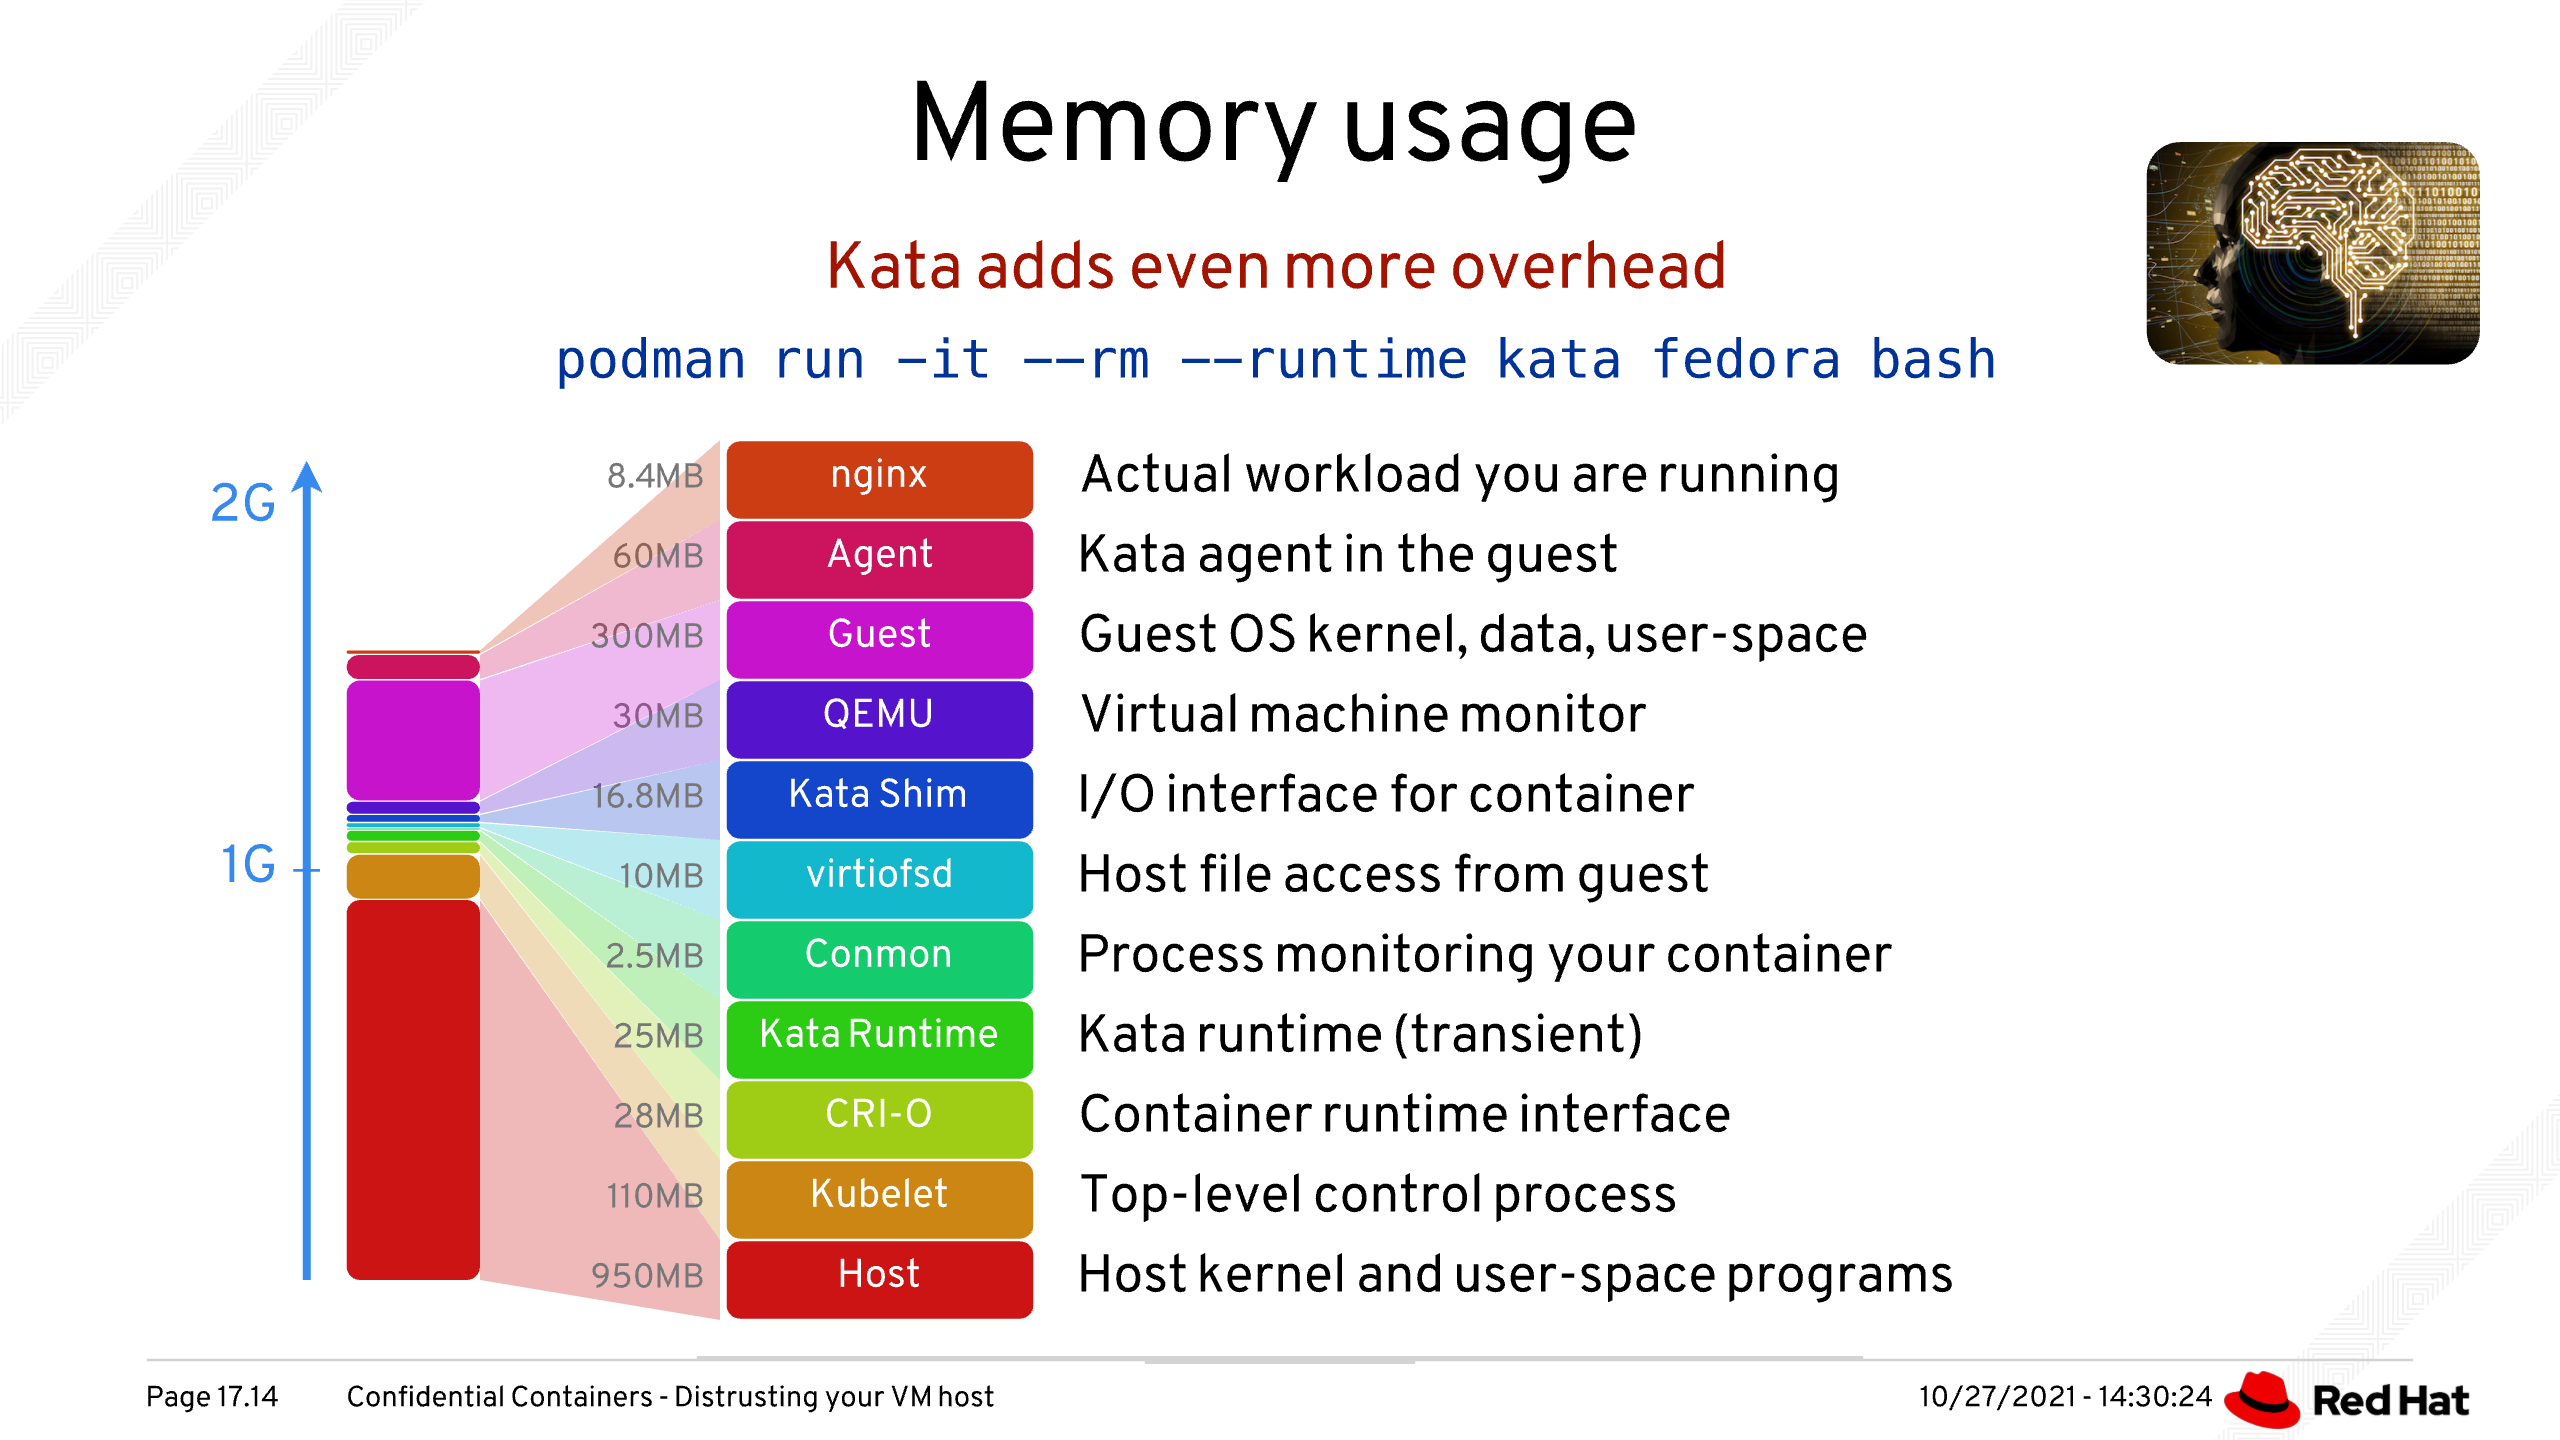 Memory usage
Kata adds even more overhead
podman run -it --rm --runtime kata fedora bash
2G
1G
8.4MB nginx Actual workload you are running
60MB Agent Kata agent in the guest
300MB Guest Guest OS kernel, data, user-space
30MB QEMU Virtual machine monitor
16.8MB Kata Shim I/O interface for container
10MB virtiofsd Host file access from guest
2.5MB Conmon Process monitoring your container
25MB Kata Runtime Kata runtime (transient)
28MB CRI-O Container runtime interface
110MB Kubelet Top-level control process
950MB Host Host kernel and user-space programs
Page 17.14 Confidential Containers - Distrusting your VM host 10/27/2021 - 14:30:24 Red Hat